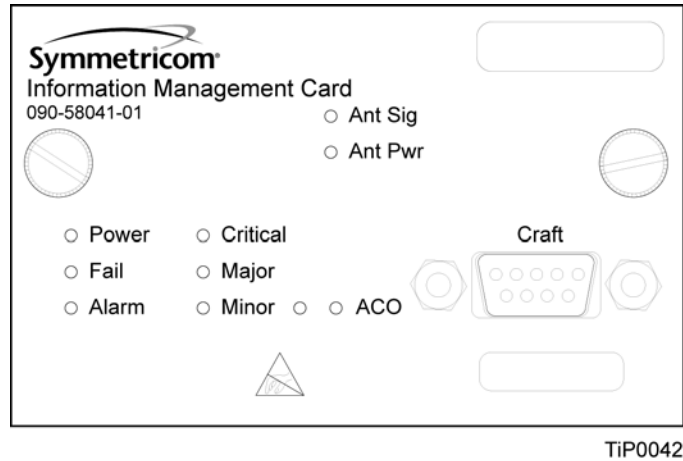 Symmetricom
Information Management Card
090-58041-01
Ant Sig
Ant Pwr
Power Critical Craft
Fail Major
Alarm Minor ACO
TiP0042